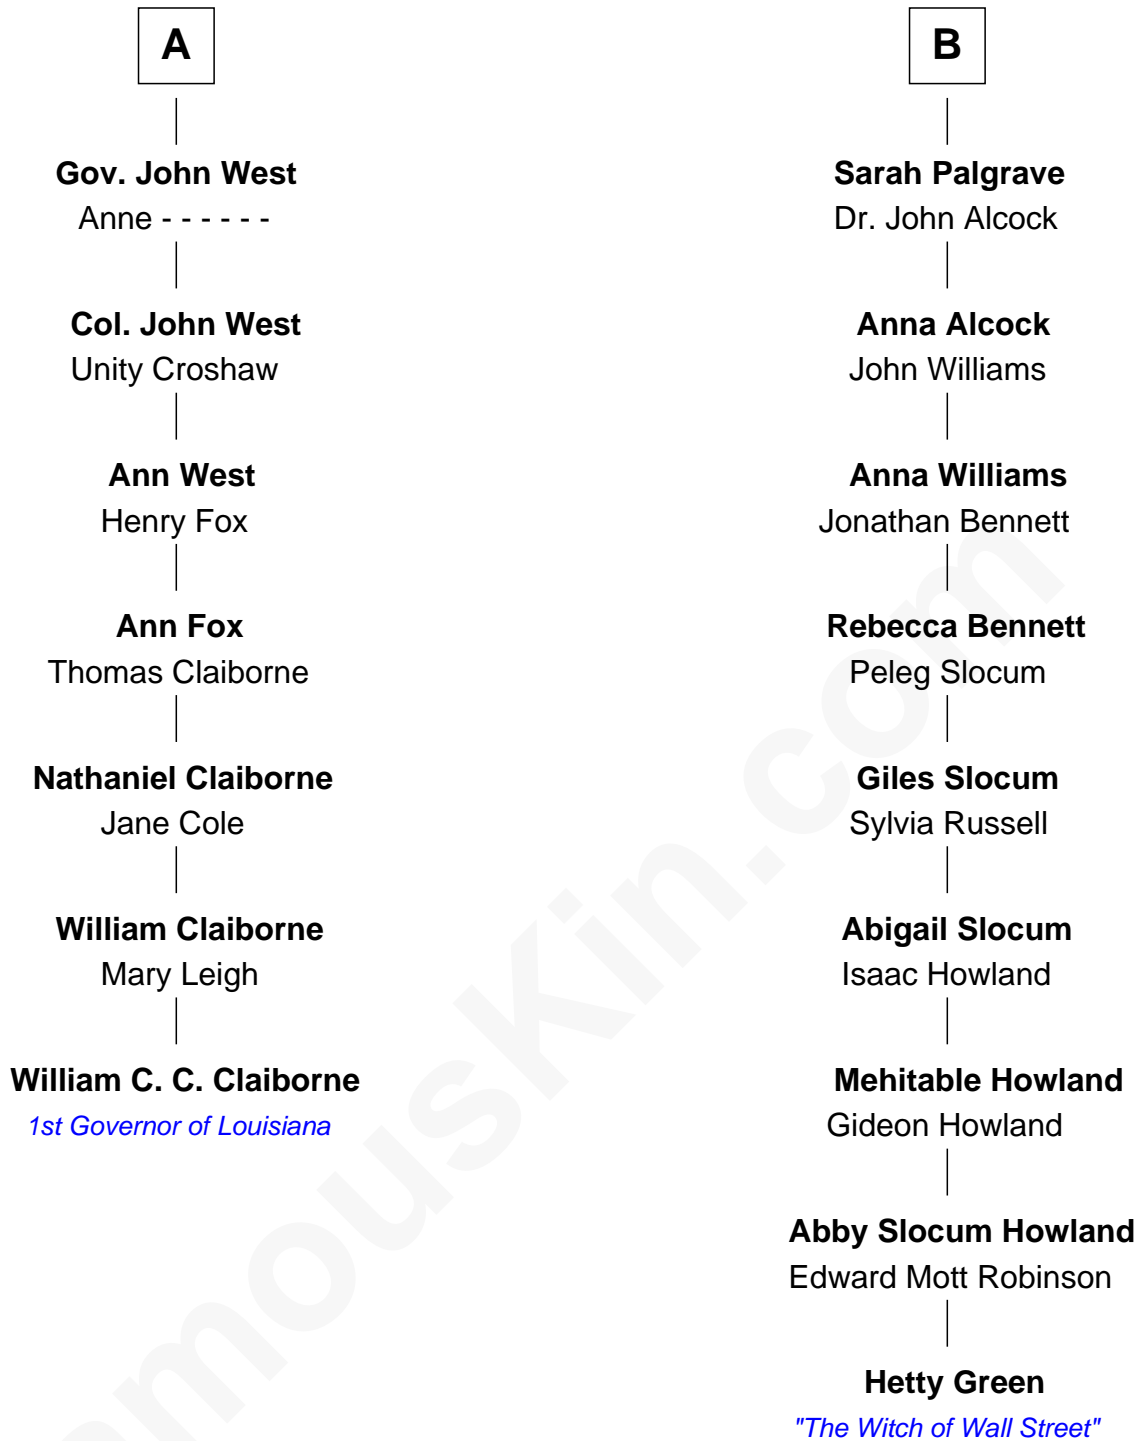 A
Gov. John West
Anne - - - - - -
Col. John West
Unity Croshaw
Ann West
Henry Fox
Ann Fox
Thomas Claiborne
Nathaniel Claiborne
Jane Cole
William Claiborne
Mary Leigh
William C. C. Claiborne
1st Governor of Louisiana
B
Sarah Palgrave
Dr. John Alcock
Anna Alcock
John Williams
Anna Williams
Jonathan Bennett
Rebecca Bennett
Peleg Slocum
Giles Slocum
Sylvia Russell
Abigail Slocum
Isaac Howland
Mehitable Howland
Gideon Howland
Abby Slocum Howland
Edward Mott Robinson
Hetty Green
"The Witch of Wall Street"
amouskin.com